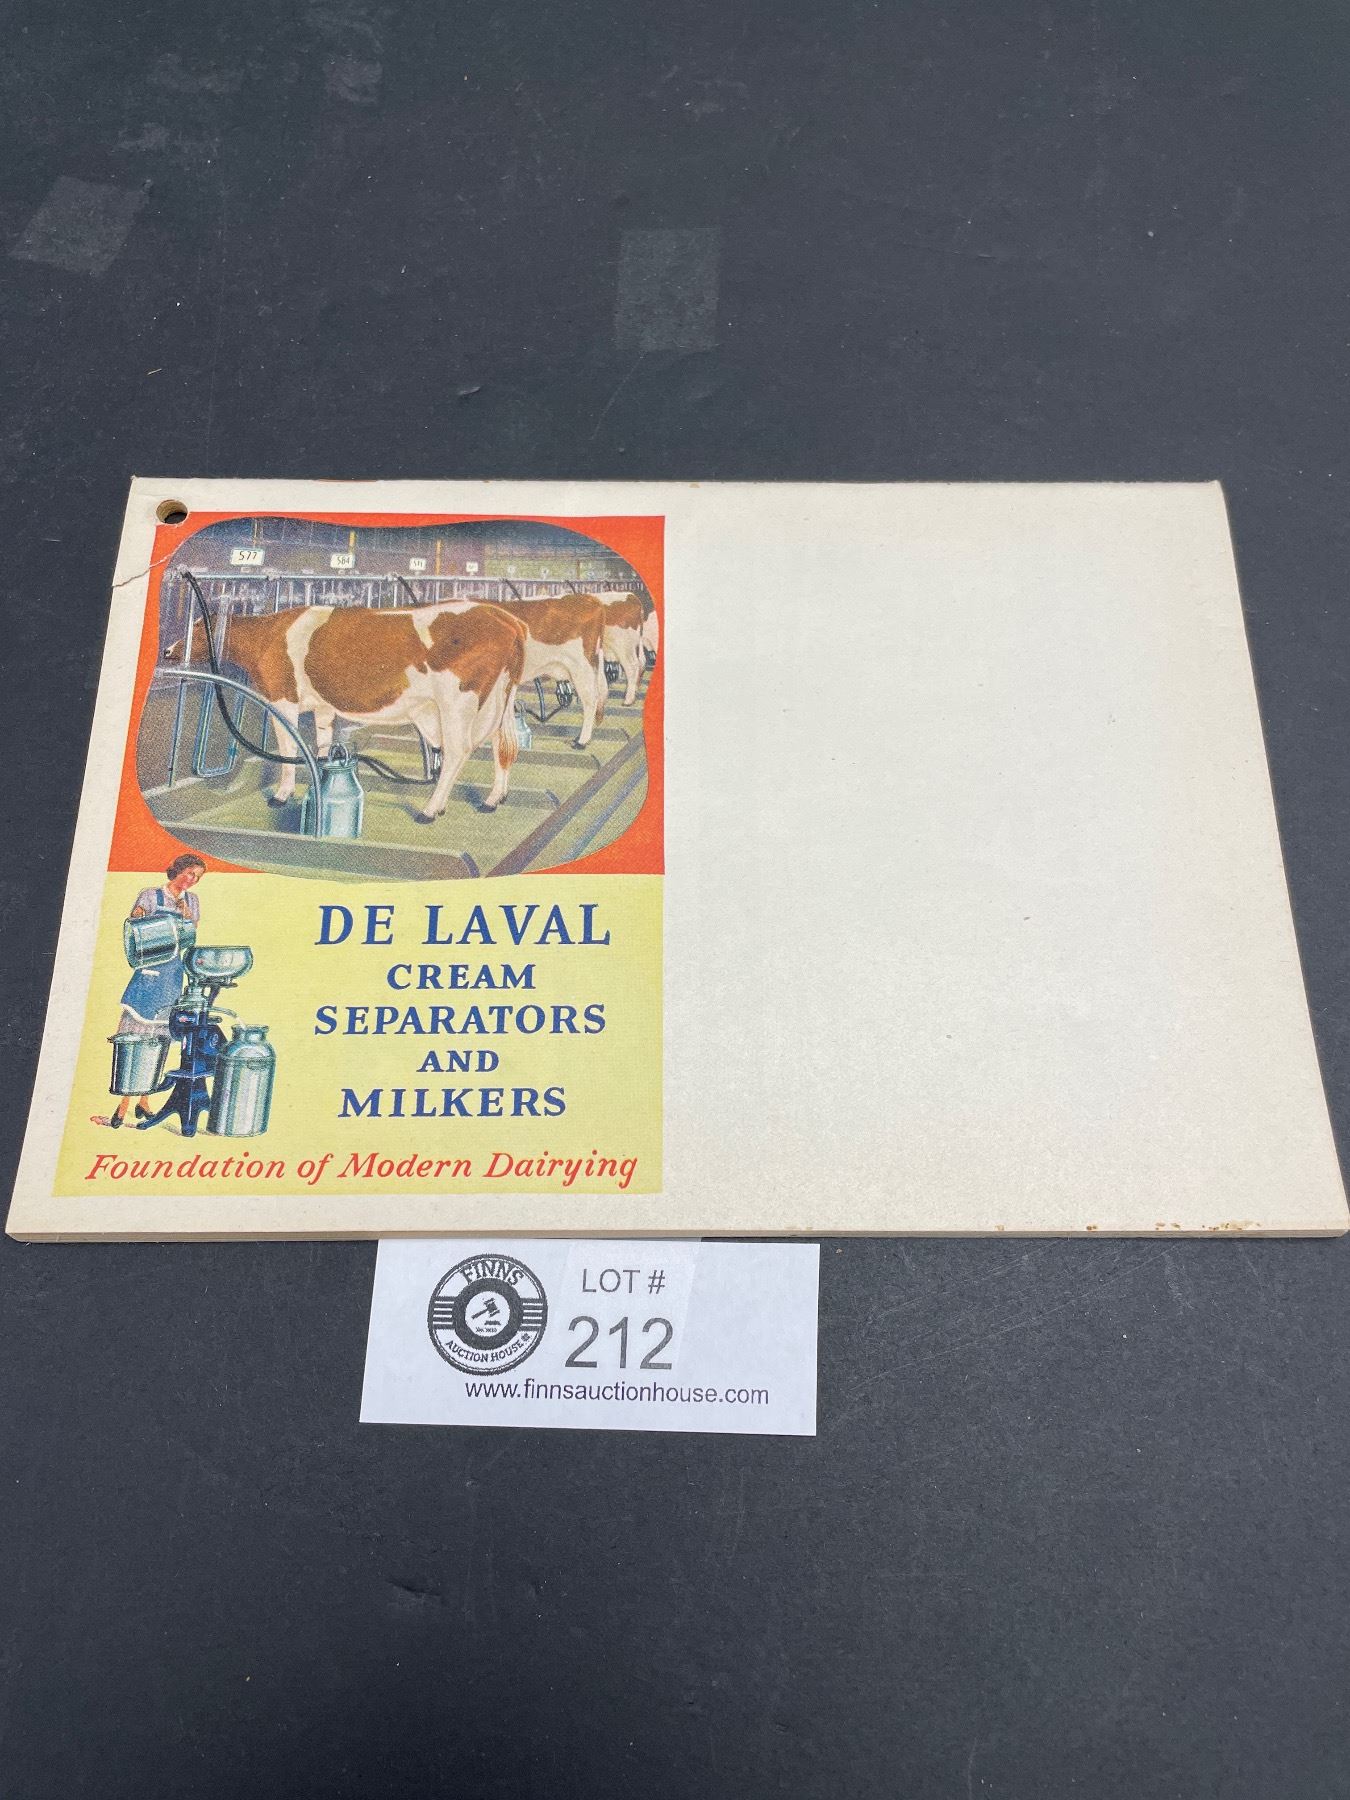 577
584
DE LAVAL
CREAM
SEPARATORS
AND
MILKERS
Foundation of Modern Dairying
FINNS
AUCTION HOUSE
LOT #
212
www.finnsauctionhouse.com